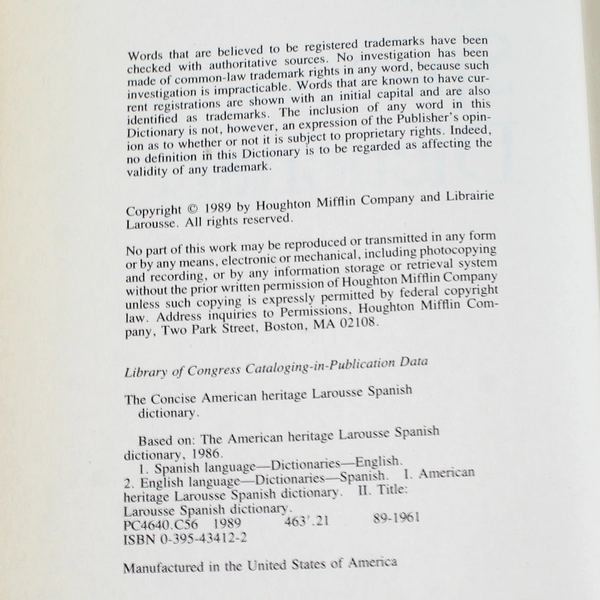 Words that are believed to be registered trademarks have been
checked with authoritative sources. No investigation has been
made of common-law trademark rights in any word, because such
investigation is impracticable. Words that are known to have cur-
rent registrations are shown with an initial capital and are also
identified as trademarks. The inclusion of any word in this
Dictionary is not, however, an expression of the Publisher's opin-
ion as to whether or not it is subject to proprietary rights. Indeed,
no definition in this Dictionary is to be regarded as affecting the
validity of any trademark.
Copyright © 1989 by Houghton Mifflin Company and Librairie
Larousse. All rights reserved.
No part of this work may be reproduced or transmitted in any form
or by any means, electronic or mechanical, including photocopying
and recording, or by any information storage or retrieval system
without the prior written permission of Houghton Mifflin Company
unless such copying is expressly permitted by federal copyright
law. Address inquiries to Permissions, Houghton Mifflin Com-
pany, Two Park Street, Boston, MA 02108.
Library of Congress Cataloging-in-Publication Data
The Concise American heritage Larousse Spanish
dictionary.
Based on: The American heritage Larousse Spanish
dictionary, 1986.
1. Spanish language—Dictionaries—English.
2. English language—Dictionaries—Spanish. I. American
heritage Larousse Spanish dictionary. II. Title:
Larousse Spanish dictionary.
PC4640.C56 1989 463'.21 89-1961
ISBN 0-395-43412-2
Manufactured in the United States of America